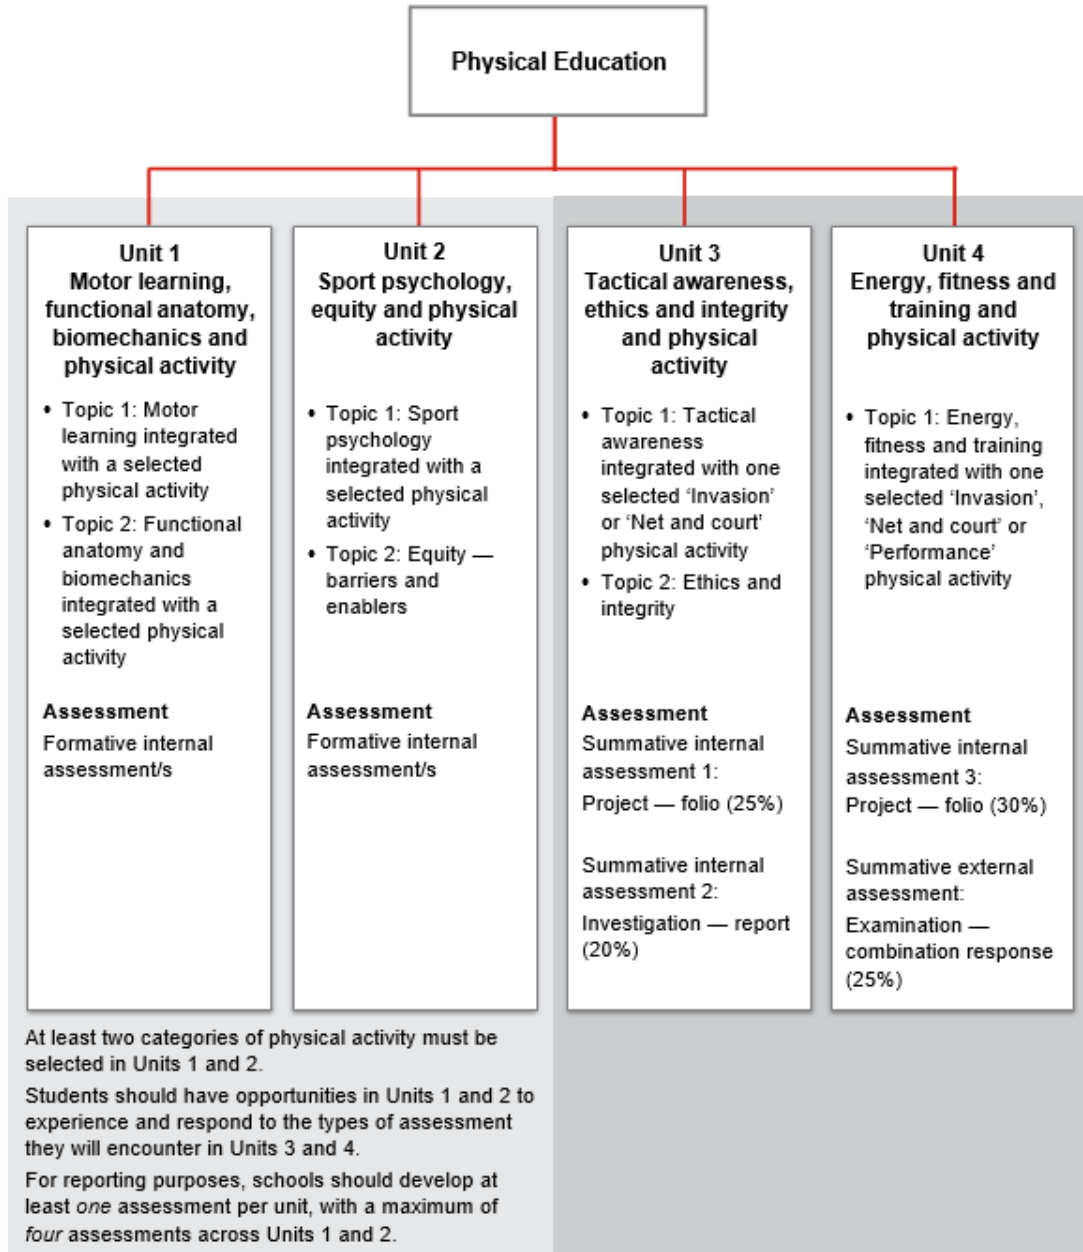 Physical Education
Unit 1
Motor learning,
functional anatomy,
biomechanics and
physical activity
• Topic 1: Motor
learning integrated
with a selected
physical activity
• Topic 2: Functional
anatomy and
biomechanics
integrated with a
selected physical
activity
Assessment
Formative internal
assessment/s
Unit 2
Sport psychology,
equity and physical
activity
• Topic 1: Sport
psychology
integrated with a
selected physical
activity
• Topic 2: Equity —
barriers and
enablers
Assessment
Formative internal
assessment/s
Unit 3
Tactical awareness,
ethics and integrity
and physical
activity
• Topic 1: Tactical
awareness
integrated with one
selected ‘Invasion’
or ‘Net and court’
physical activity
• Topic 2: Ethics and
integrity
Assessment
Summative internal
assessment 1:
Project — folio (25%)
Summative internal
assessment 2:
Investigation — report
(20%)
Unit 4
Energy, fitness and
training and
physical activity
• Topic 1: Energy,
fitness and training
integrated with one
selected ‘Invasion’,
‘Net and court’ or
‘Performance’
physical activity
Assessment
Summative internal
assessment 3:
Project — folio (30%)
Summative external
assessment:
Examination —
combination response
(25%)
At least two categories of physical activity must be
selected in Units 1 and 2.
Students should have opportunities in Units 1 and 2 to
experience and respond to the types of assessment
they will encounter in Units 3 and 4.
For reporting purposes, schools should develop at
least one assessment per unit, with a maximum of
four assessments across Units 1 and 2.